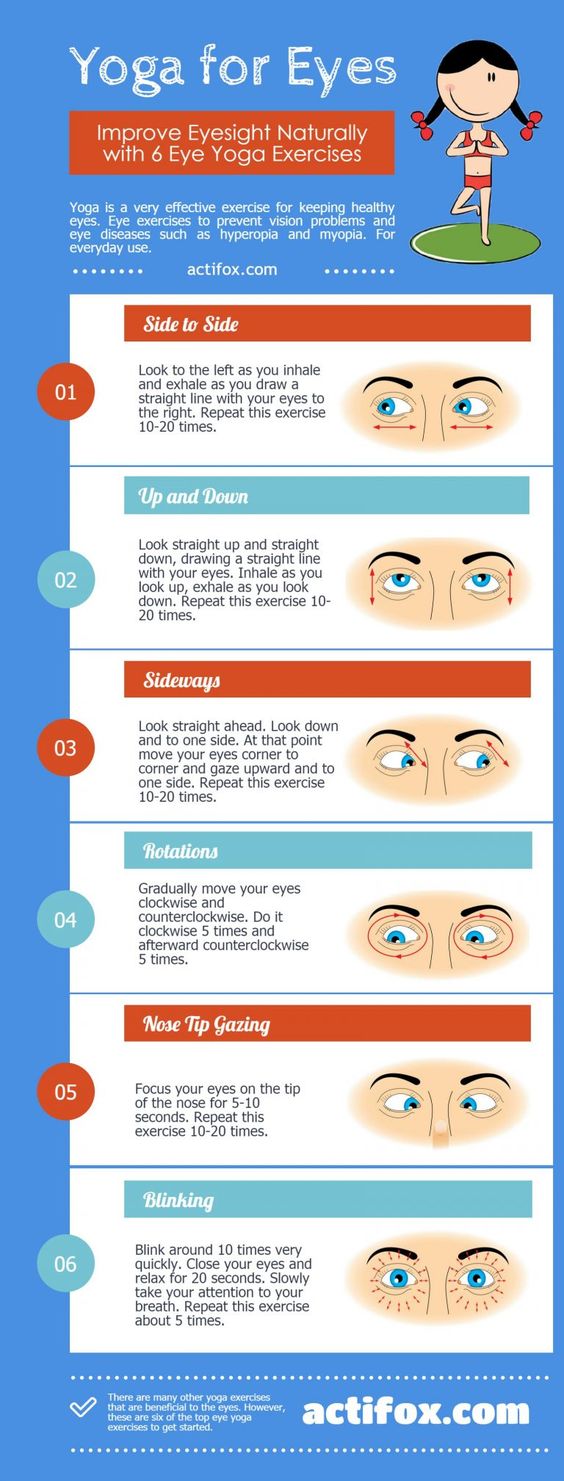 Yoga for Eyes
Improve Eyesight Naturally
with 6 Eye Yoga Exercises
Yoga is a very effective exercise for keeping healthy
eyes. Eye exercises to prevent vision problems and
eye diseases such as hyperopia and myopia. For
everyday use.
actifox.com
Side to Side
01
Look to the left as you inhale
and exhale as you draw a
straight line with your eyes to
the right. Repeat this exercise
10-20 times.
Up and Down
02
Look straight up and straight
down, drawing a straight line
with your eyes. Inhale as you
look up, exhale as you look
down. Repeat this exercise 10-
20 times.
Sideways
03
Look straight ahead. Look down
and to one side. At that point
move your eyes corner to
corner and gaze upward and to
one side. Repeat this exercise
10-20 times.
Rotations
04
Gradually move your eyes
clockwise and
counterclockwise. Do it
clockwise 5 times and
afterward counterclockwise
5 times.
Nose Tip Gazing
05
Focus your eyes on the tip
of the nose for 5-10
seconds. Repeat this
exercise 10-20 times.
Blinking
06
Blink around 10 times very
quickly. Close your eyes and
relax for 20 seconds. Slowly
take your attention to your
breath. Repeat this exercise
about 5 times.
There are many other yoga exercises
that are beneficial to the eyes. However,
these are six of the top eye yoga
exercises to get started.
actifox.com